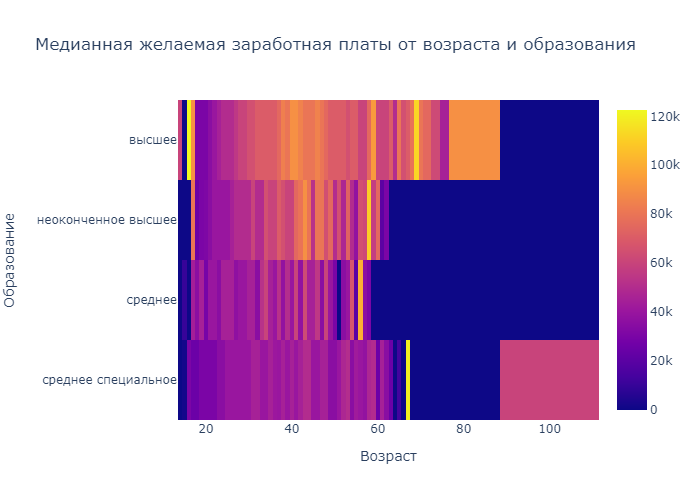 Медианная желаемая заработная платы от возраста и образования
высшее
неоконченное высшее
среднее
среднее специальное
Образование
20 40 60 80 100
Возраст
120k
100k
80k
60k
40k
20k
0